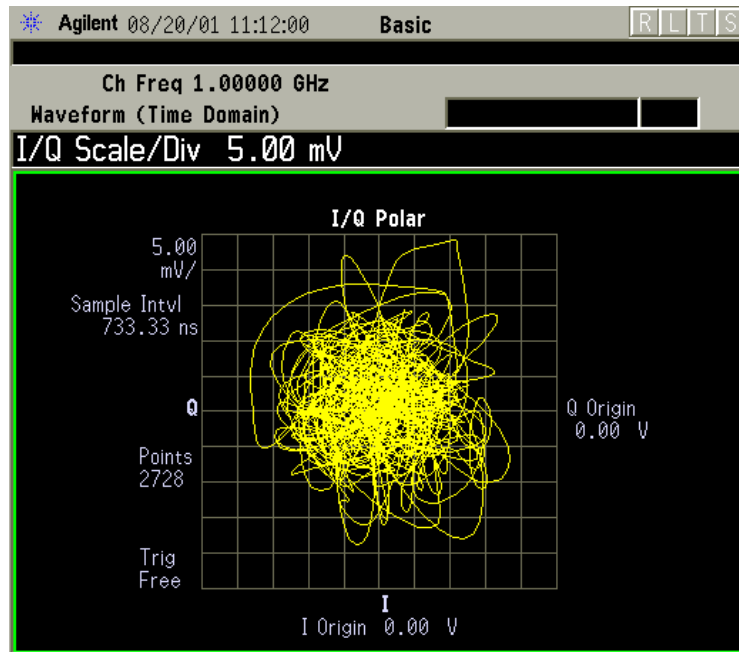 Agilent 08/20/01 11:12:00 Basic R L T S
Ch Freq 1.00000 GHz
Waveform (Time Domain)
I/Q Scale/Div 5.00 mV
I/Q Polar
5.00
mV/
Sample Intvl
733.33 ns
Q
Q Origin
0.00 V
Points
2728
Trig
Free
I
I Origin 0.00 V